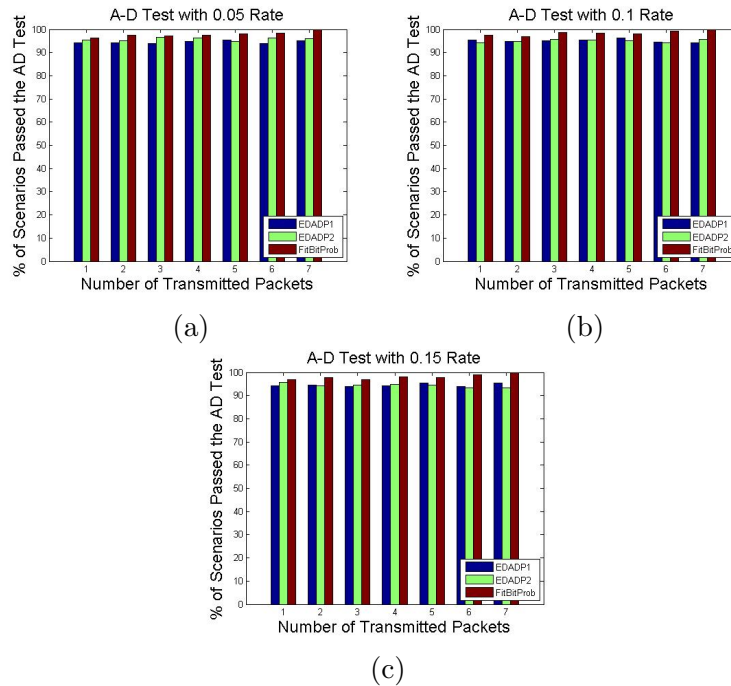 A-D Test with 0.05 Rate
% of Scenarios Passed the AD Test
100
90
80
70
60
50
40
30
20
10
0
EDADP1
EDADP2
FitBitProb
1 2 3 4 5 6 7
Number of Transmitted Packets
(a)
A-D Test with 0.1 Rate
% of Scenarios Passed the AD Test
100
90
80
70
60
50
40
30
20
10
0
EDADP1
EDADP2
FitBitProb
1 2 3 4 5 6 7
Number of Transmitted Packets
(b)
A-D Test with 0.15 Rate
% of Scenarios Passed the AD Test
100
90
80
70
60
50
40
30
20
10
0
EDADP1
EDADP2
FitBitProb
1 2 3 4 5 6 7
Number of Transmitted Packets
(c)